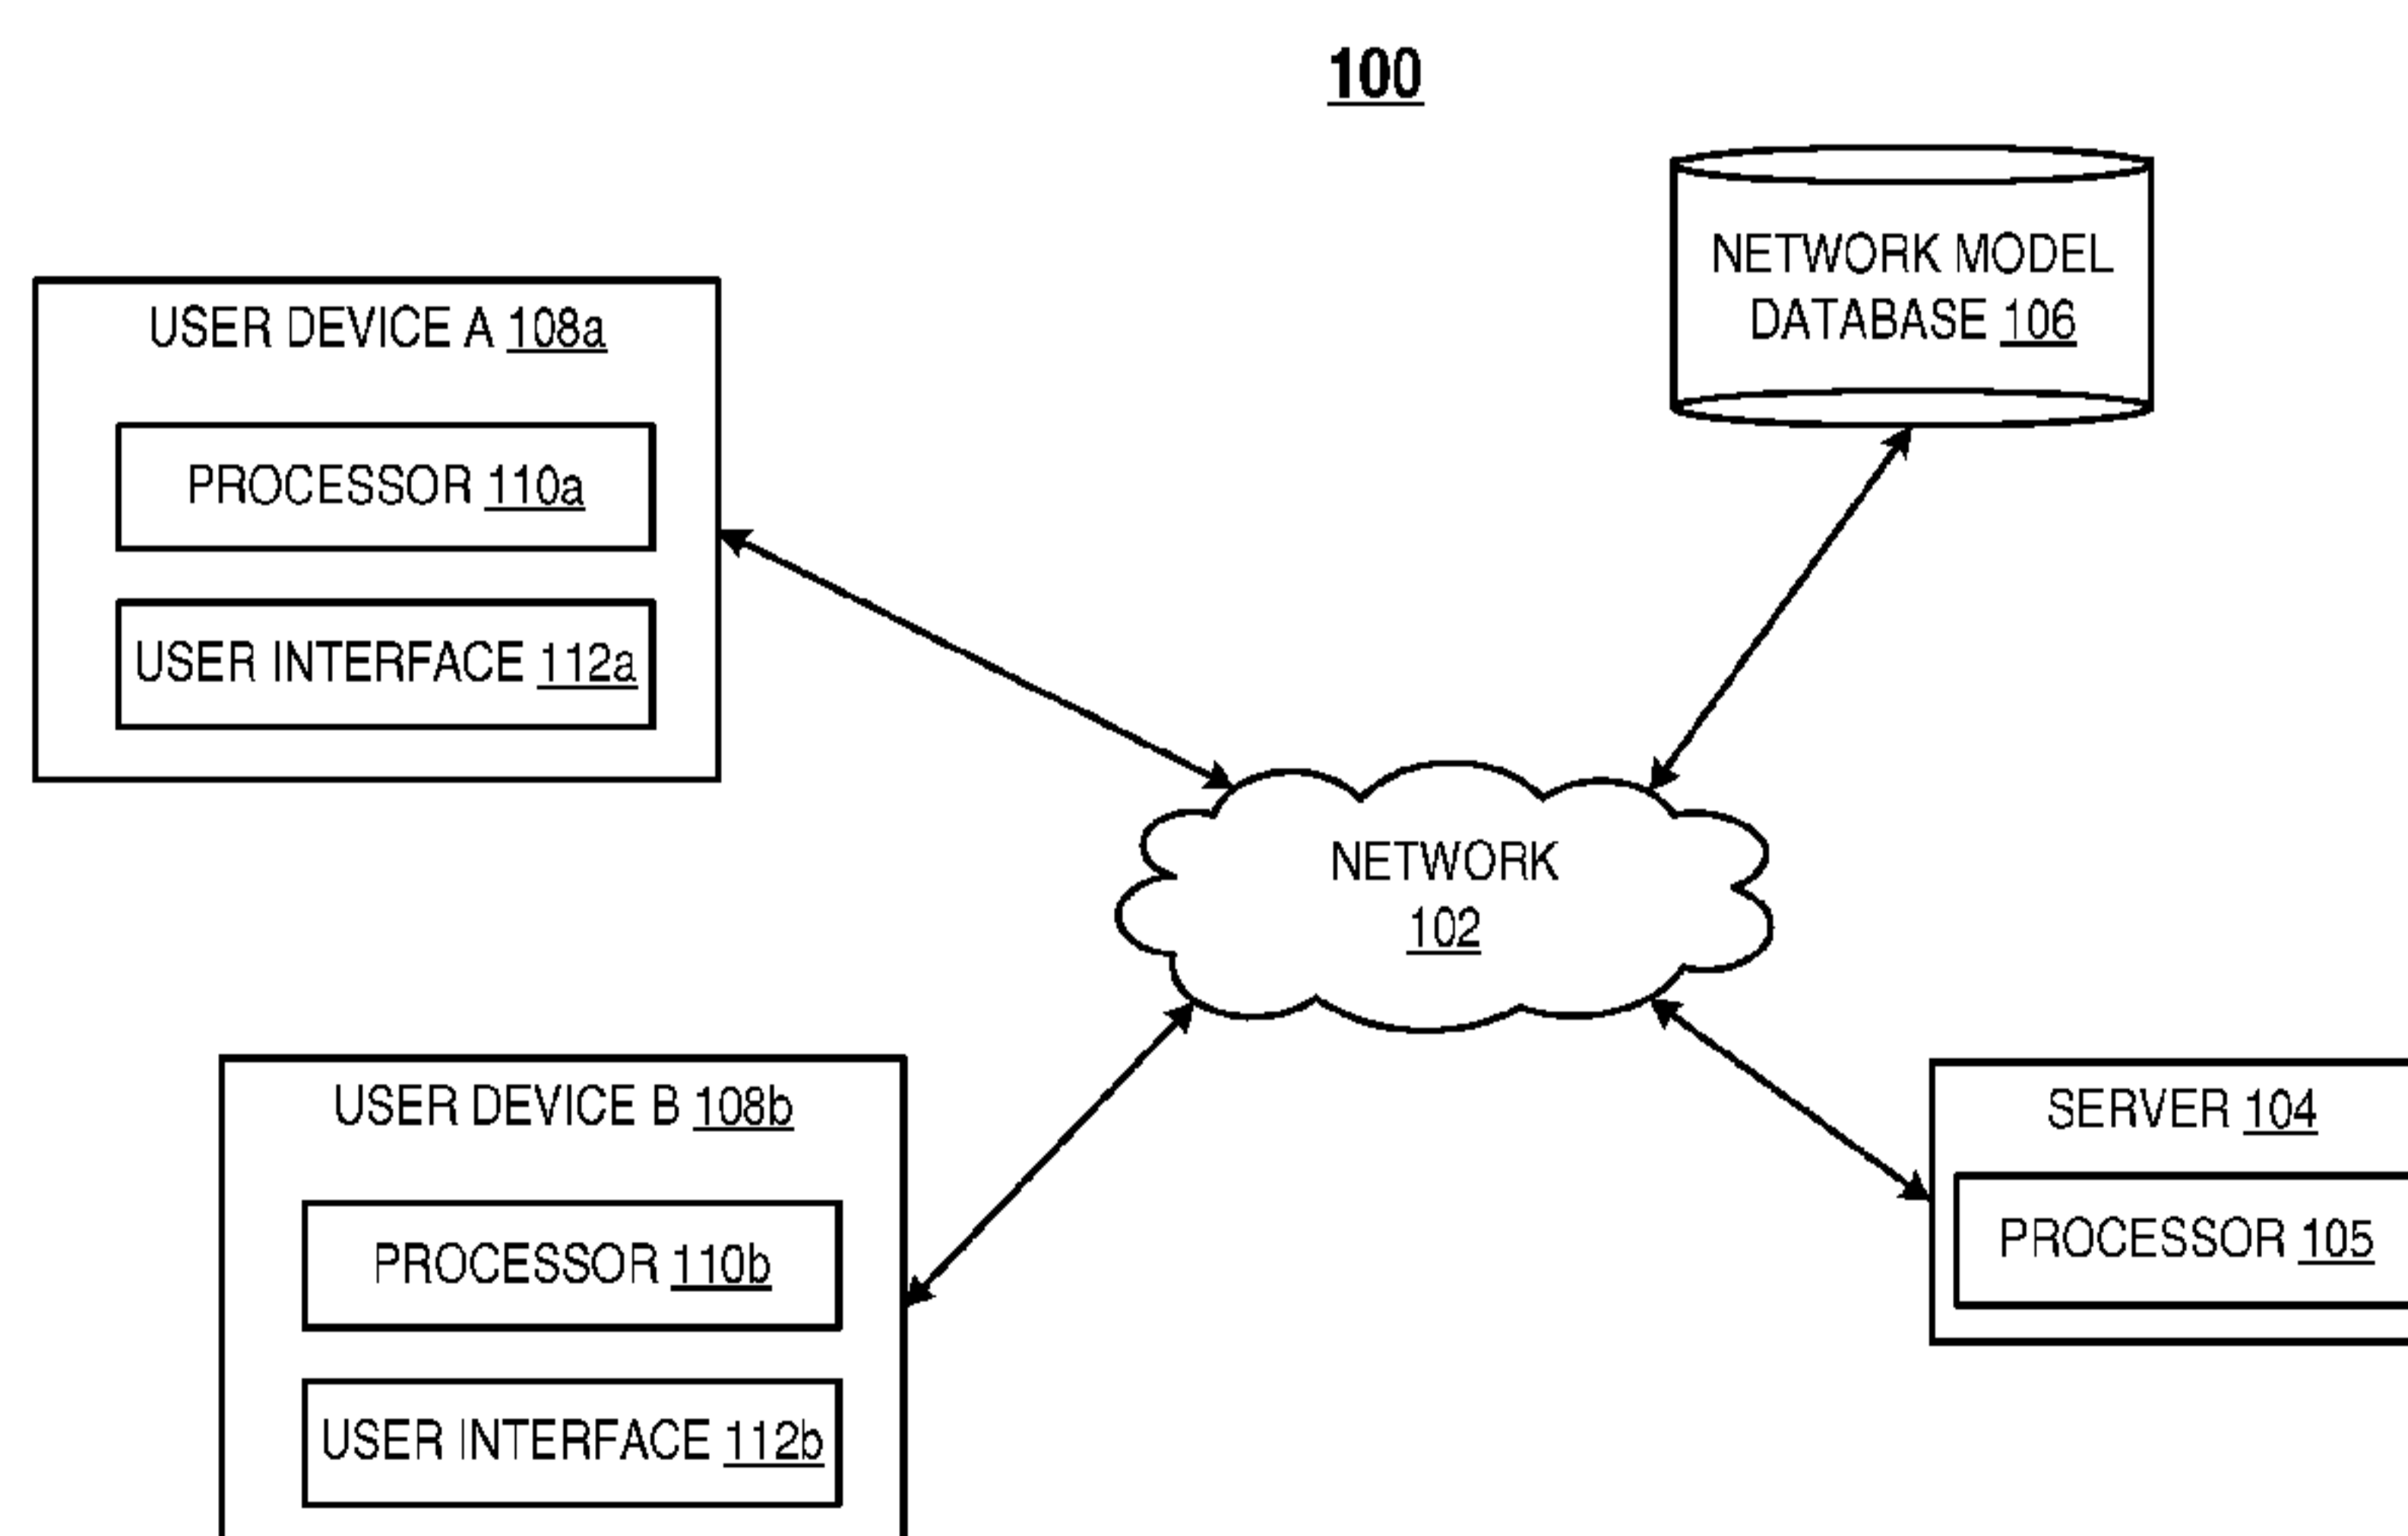 100
NETWORK MODEL
DATABASE 106
USER DEVICE A 108a
PROCESSOR 110a
USER INTERFACE 112a
NETWORK
102
USER DEVICE B 108b
PROCESSOR 110b
USER INTERFACE 112b
SERVER 104
PROCESSOR 105